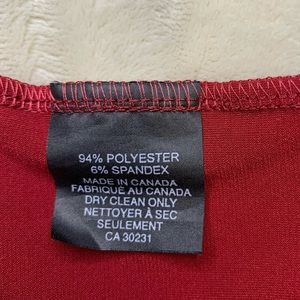 94% POLYESTER
6% SPANDEX
MADE IN CANADA
FABRIQUE AU CANADA
DRY CLEAN ONLY
NETTOYER À SEC
SEULEMENT
CA 30231